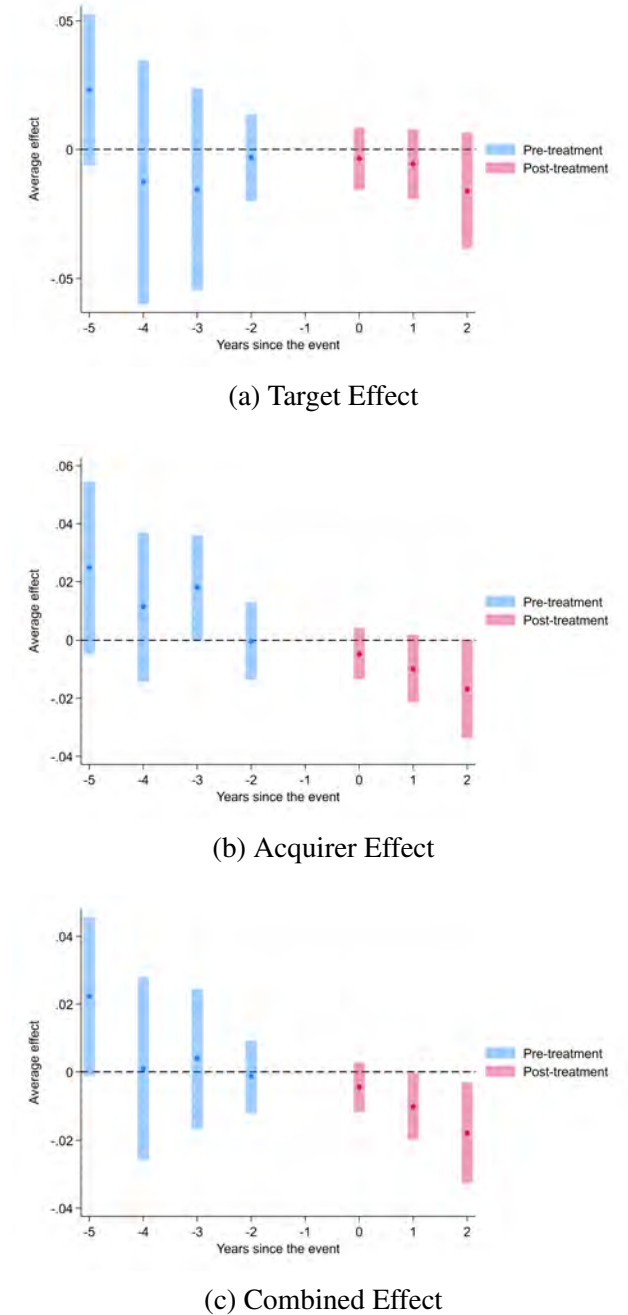 .05
0
-.05
Average effect
-5 -4 -3 -2 -1 0 1 2
Years since the event
Pre-treatment
Post-treatment
(a) Target Effect
.06
.04
.02
0
-.02
-.04
Average effect
-5 -4 -3 -2 -1 0 1 2
Years since the event
Pre-treatment
Post-treatment
(b) Acquirer Effect
.04
.02
0
-.02
-.04
Average effect
-5 -4 -3 -2 -1 0 1 2
Years since the event
Pre-treatment
Post-treatment
(c) Combined Effect